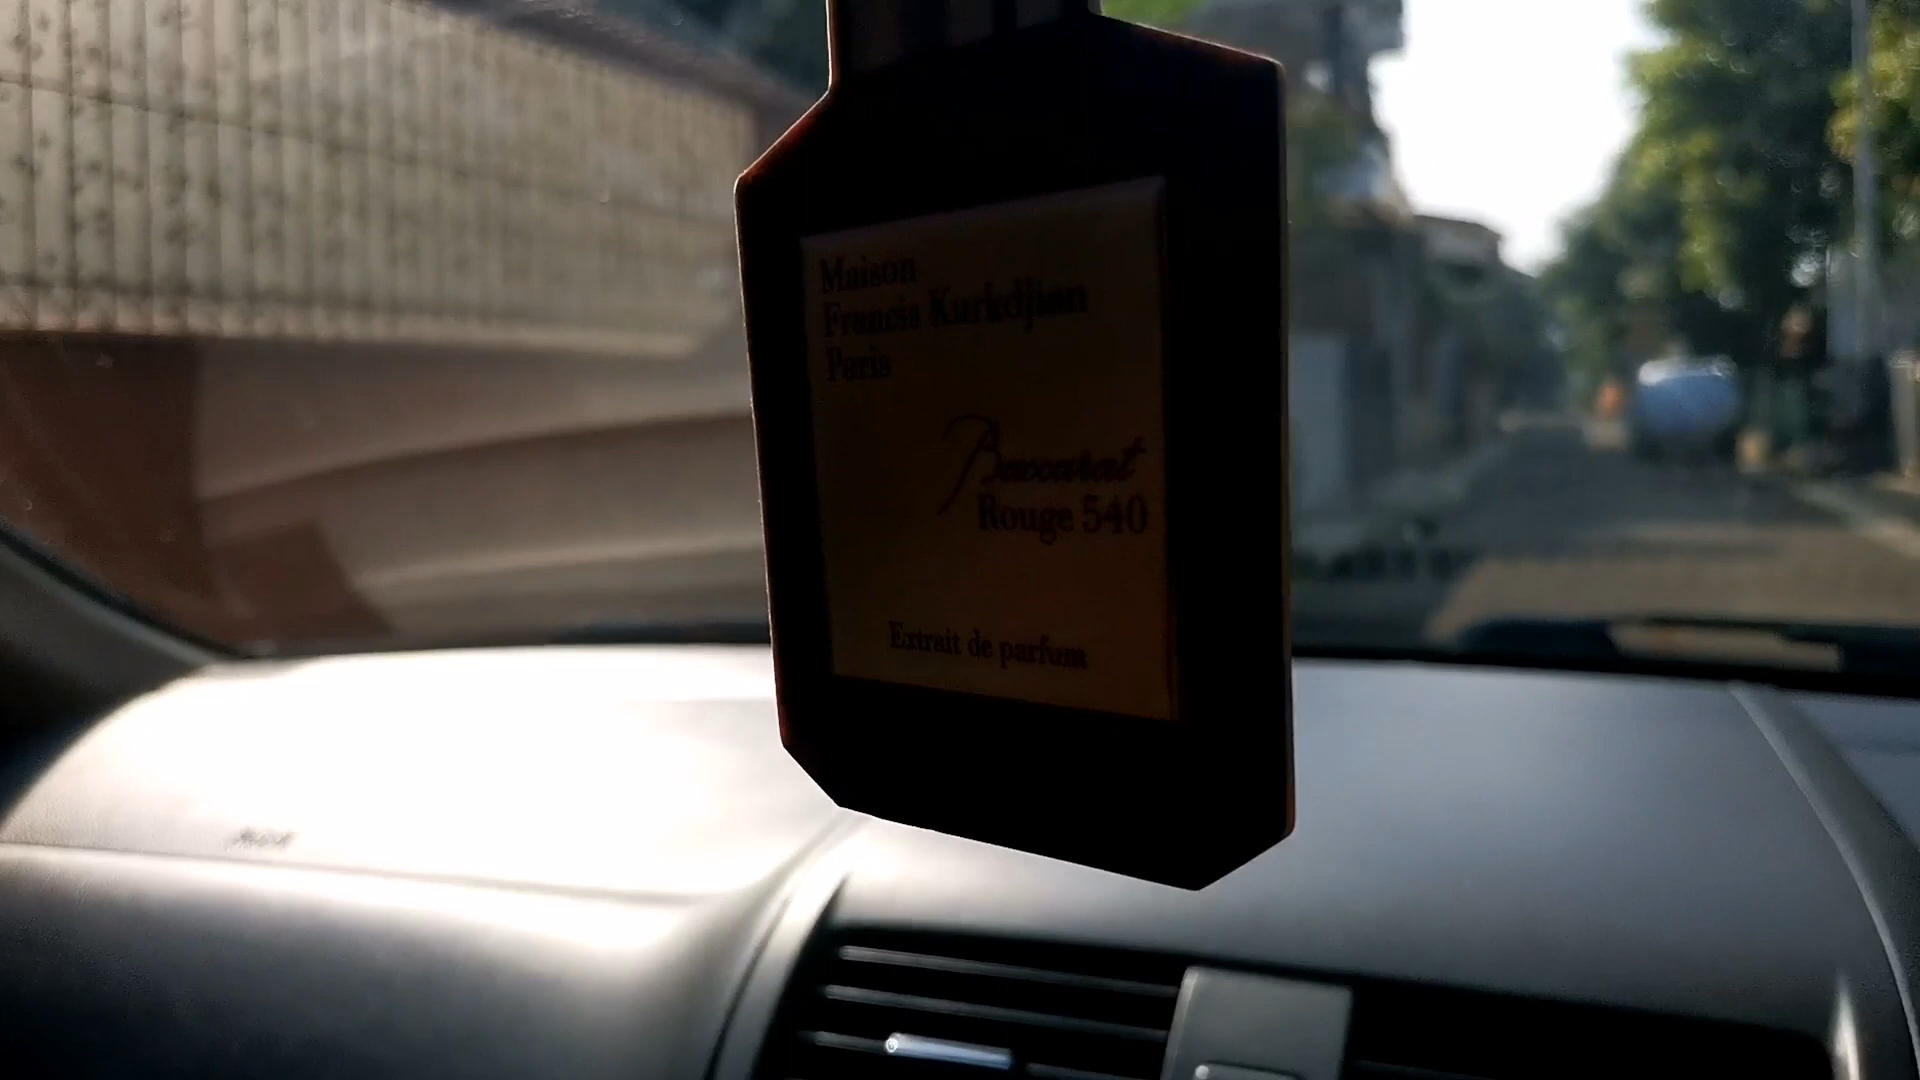 Maison
Francis Kurkdjian
Paris
Baccarat
Rouge 540
Extrait de parfum